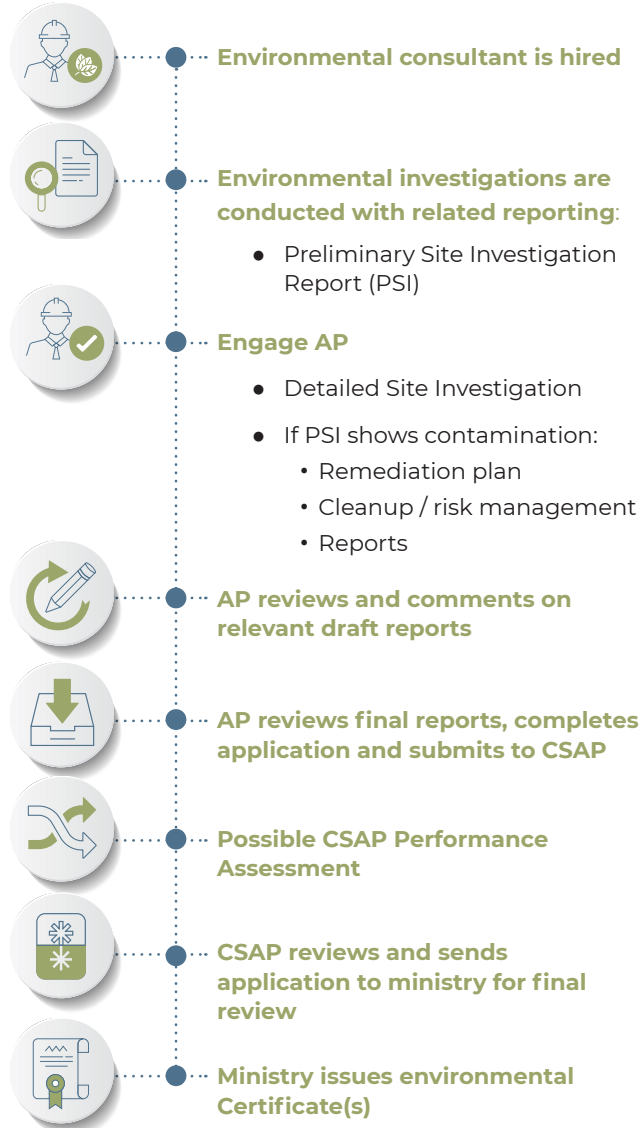 Environmental consultant is hired
Environmental investigations are
conducted with related reporting:
● Preliminary Site Investigation
Report (PSI)
Engage AP
● Detailed Site Investigation
● If PSI shows contamination:
• Remediation plan
• Cleanup / risk management
• Reports
AP reviews and comments on
relevant draft reports
AP reviews final reports, completes
application and submits to CSAP
Possible CSAP Performance
Assessment
CSAP reviews and sends
application to ministry for final
review
Ministry issues environmental
Certificate(s)